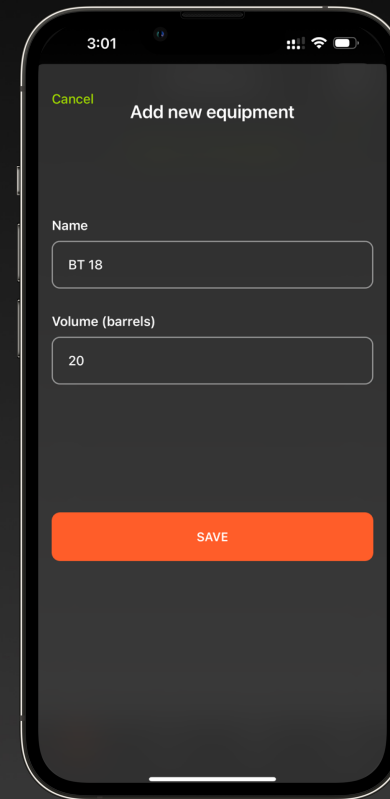 3:01
Cancel
Add new equipment
Name
BT 18
Volume (barrels)
20
SAVE